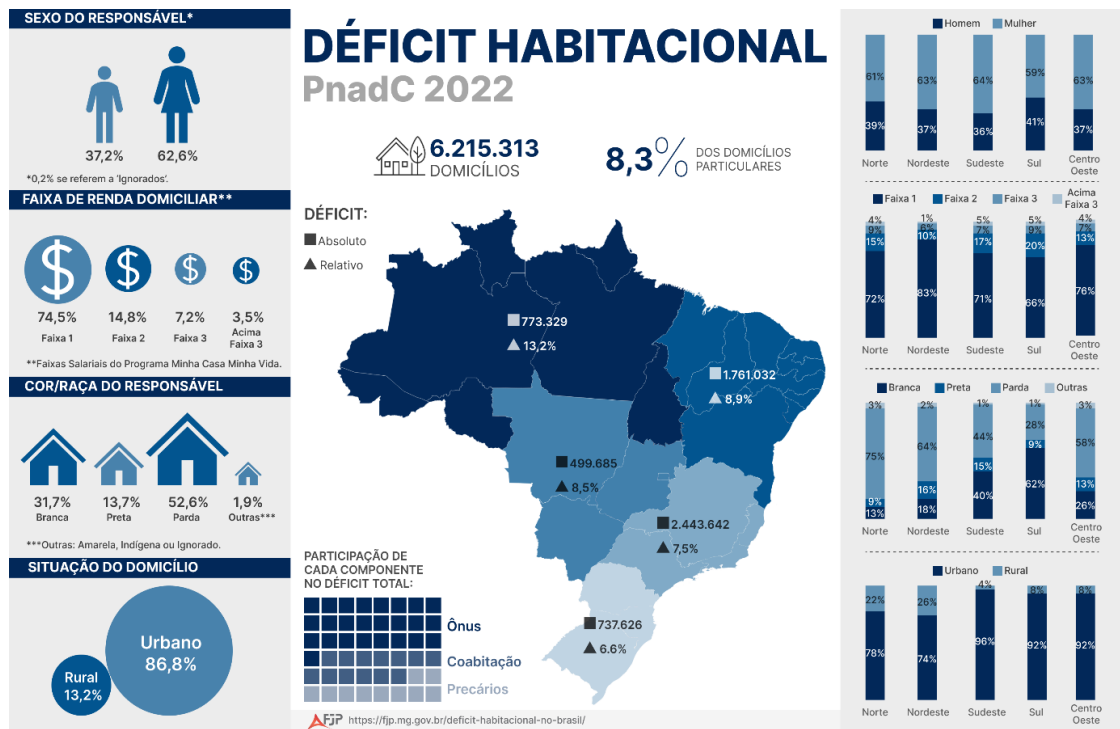 SEXO DO RESPONSÁVEL*
37,2%
62,6%
*0,2% se referem a 'Ignorados'.
FAIXA DE RENDA DOMICILIAR**
$
$
$
$
74,5%
14,8%
7,2%
3,5%
Faixa 1
Faixa 2
Faixa 3
Acima
Faixa 3
**Faixas Salariais do Programa Minha Casa Minha Vida.
COR/RAÇA DO RESPONSÁVEL
31,7%
13,7%
52,6%
1,9%
Branca
Preta
Parda
Outras***
***Outras: Amarela, Indígena ou Ignorado.
SITUAÇÃO DO DOMICÍLIO
Urbano
86,8%
Rural
13,2%
DÉFICIT HABITACIONAL
PnadC 2022
6.215.313
DOMICÍLIOS
8,3%
DOS DOMICÍLIOS
PARTICULARES
DÉFICIT:
Absoluto
Relativo
773.329
13,2%
1.761.032
8,9%
499.685
8,5%
2.443.642
7,5%
737.626
6.6%
PARTICIPAÇÃO DE
CADA COMPONENTE
NO DÉFICIT TOTAL:
Ônus
Coabitação
Precários
FJP https://fjp.mg.gov.br/deficit-habitacional-no-brasil/
Homem Mulher
61% 63% 64% 59% 63%
39% 37% 36% 41% 37%
Norte Nordeste Sudeste Sul Centro
Oeste
Faixa 1 Faixa 2 Faixa 3 Acima
Faixa 3
4% 1% 5% 5% 4%
9% 6% 7% 9% 7%
15% 10% 17% 20% 13%
72% 83% 71% 66% 76%
Norte Nordeste Sudeste Sul Centro
Oeste
Branca Preta Parda Outras
3% 2% 1% 1% 3%
75% 64% 44% 28% 58%
9% 16% 15% 9% 13%
13% 18% 40% 62% 26%
Norte Nordeste Sudeste Sul Centro
Oeste
Urbano Rural
22% 26% 4% 8% 8%
78% 74% 96% 92% 92%
Norte Nordeste Sudeste Sul Centro
Oeste